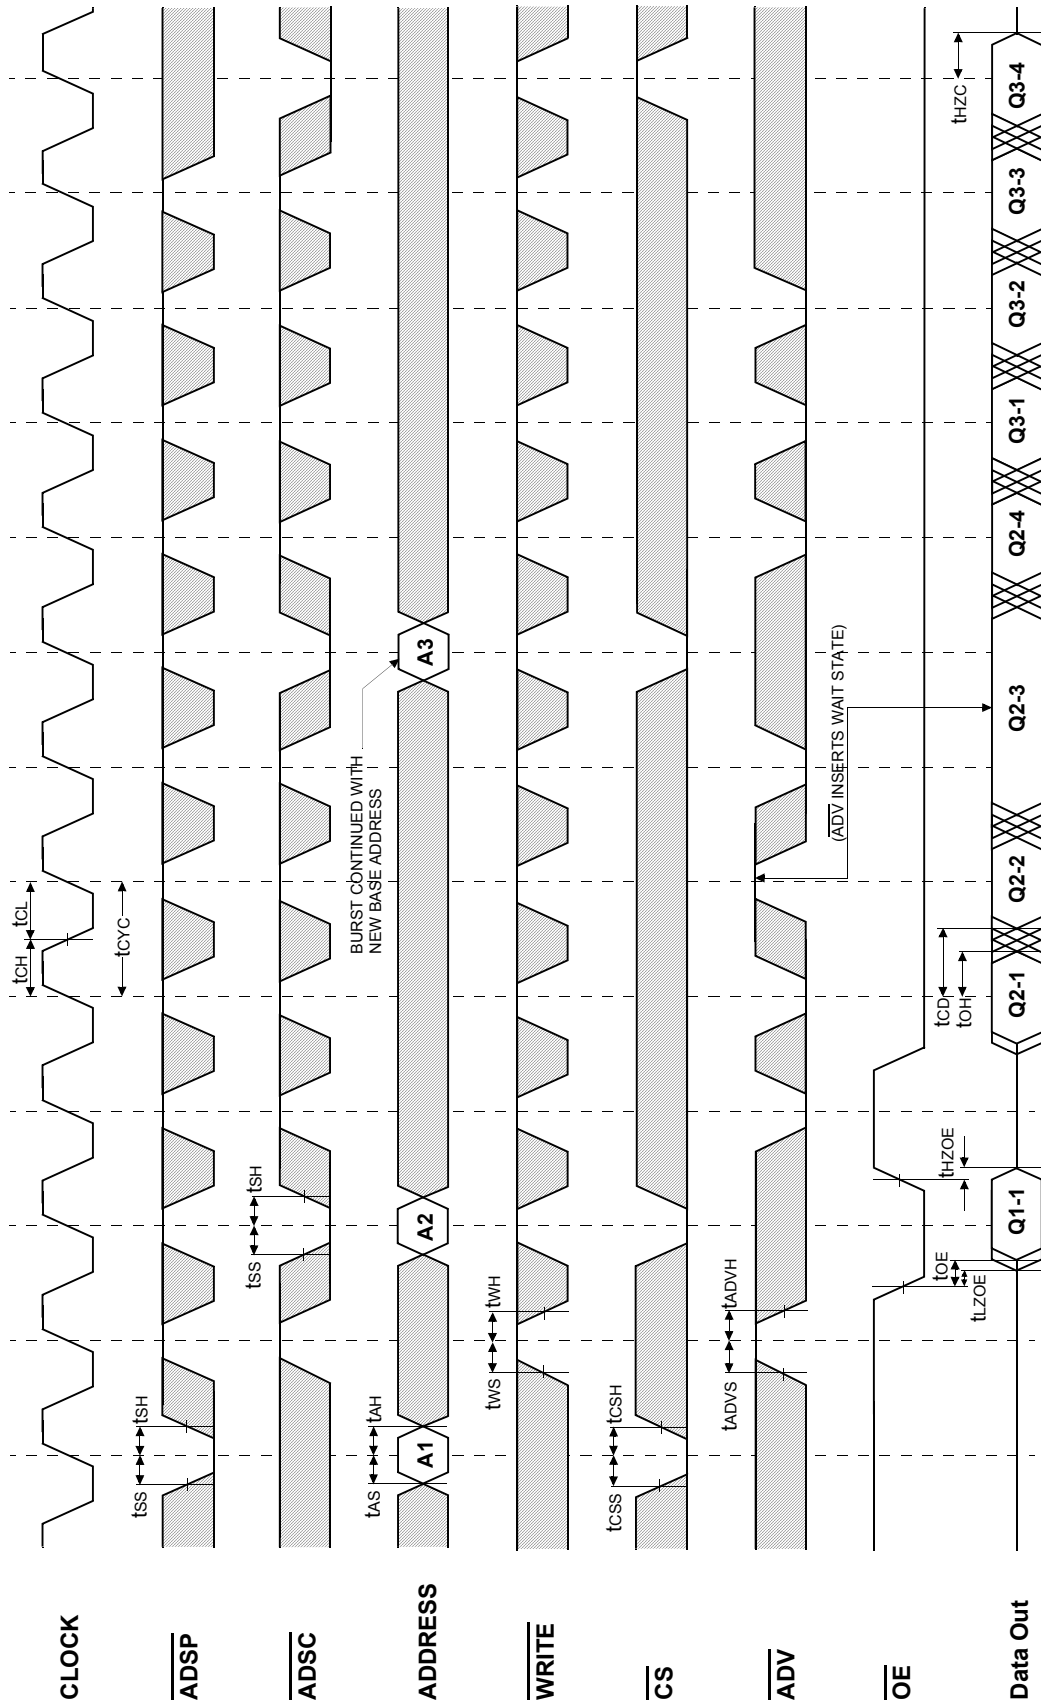 CLOCK
tCH
tCL
tCYC
ADSP
tSS
tSH
ADSC
tSS
tSH
ADDRESS
tAS
tAH
A1
A2
A3
BURST CONTINUED WITH
NEW BASE ADDRESS
WRITE
tWS
tWH
CS
tCSS
tCSH
ADV
tADVS
tADVH
(ADV INSERTS WAIT STATE)
OE
tOE
tLZOE
tHZOE
tCD
tOH
tHZC
Data Out
Q1-1
Q2-1
Q2-2
Q2-3
Q2-4
Q3-1
Q3-2
Q3-3
Q3-4